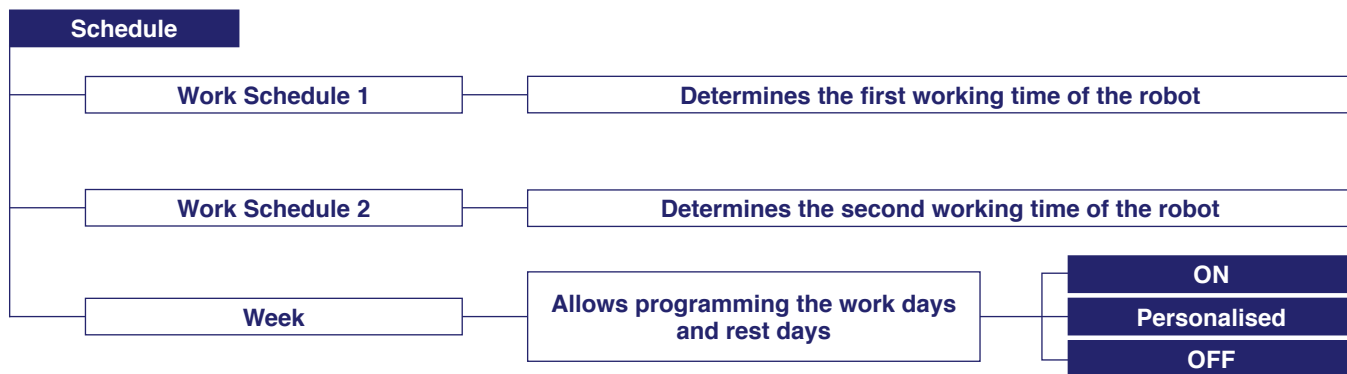 Schedule
Work Schedule 1
Determines the first working time of the robot
Work Schedule 2
Determines the second working time of the robot
Week
Allows programming the work days
and rest days
ON
Personalised
OFF